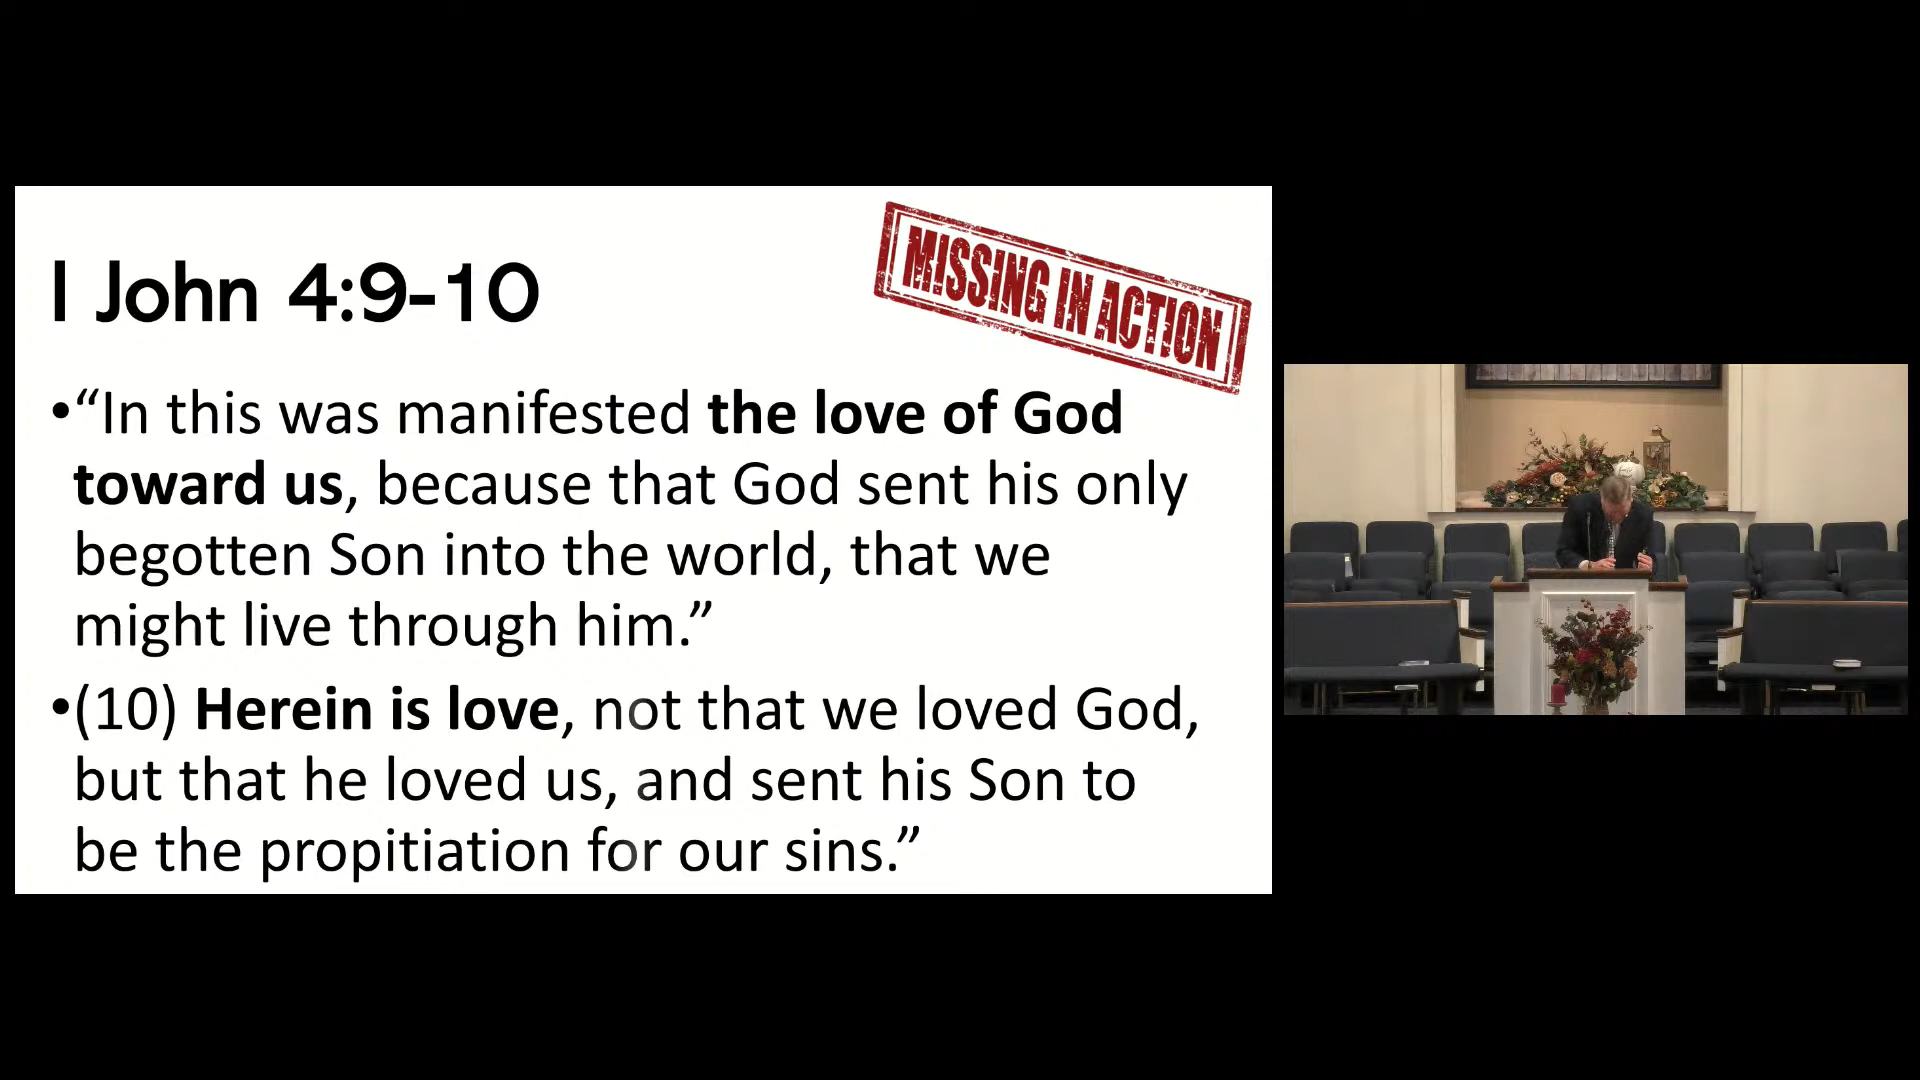 I John 4:9-10
MISSING IN ACTION
•“In this was manifested the love of God
toward us, because that God sent his only
begotten Son into the world, that we
might live through him.”
•(10) Herein is love, not that we loved God,
but that he loved us, and sent his Son to
be the propitiation for our sins.”